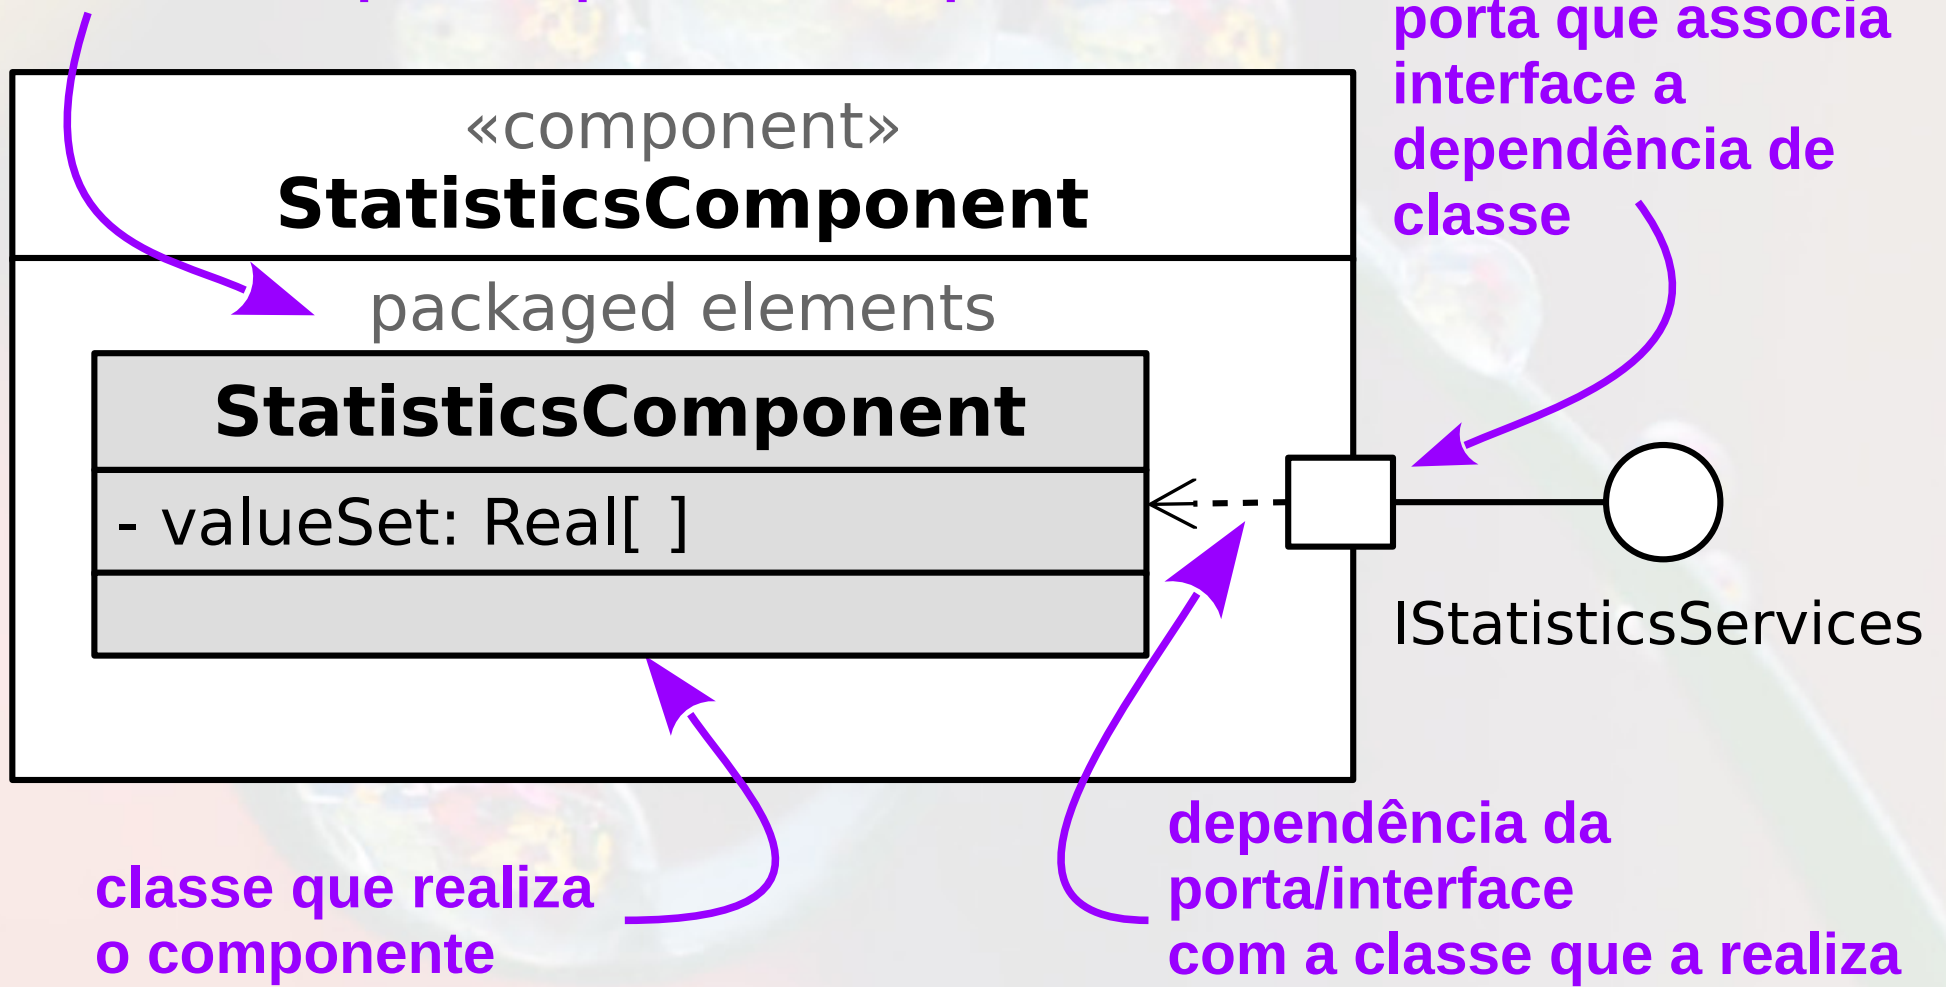 porta que associa
interface a
dependência de
classe
«component»
StatisticsComponent
packaged elements
StatisticsComponent
- valueSet: Real[ ]
IStatisticsServices
classe que realiza
o componente
dependência da
porta/interface
com a classe que a realiza